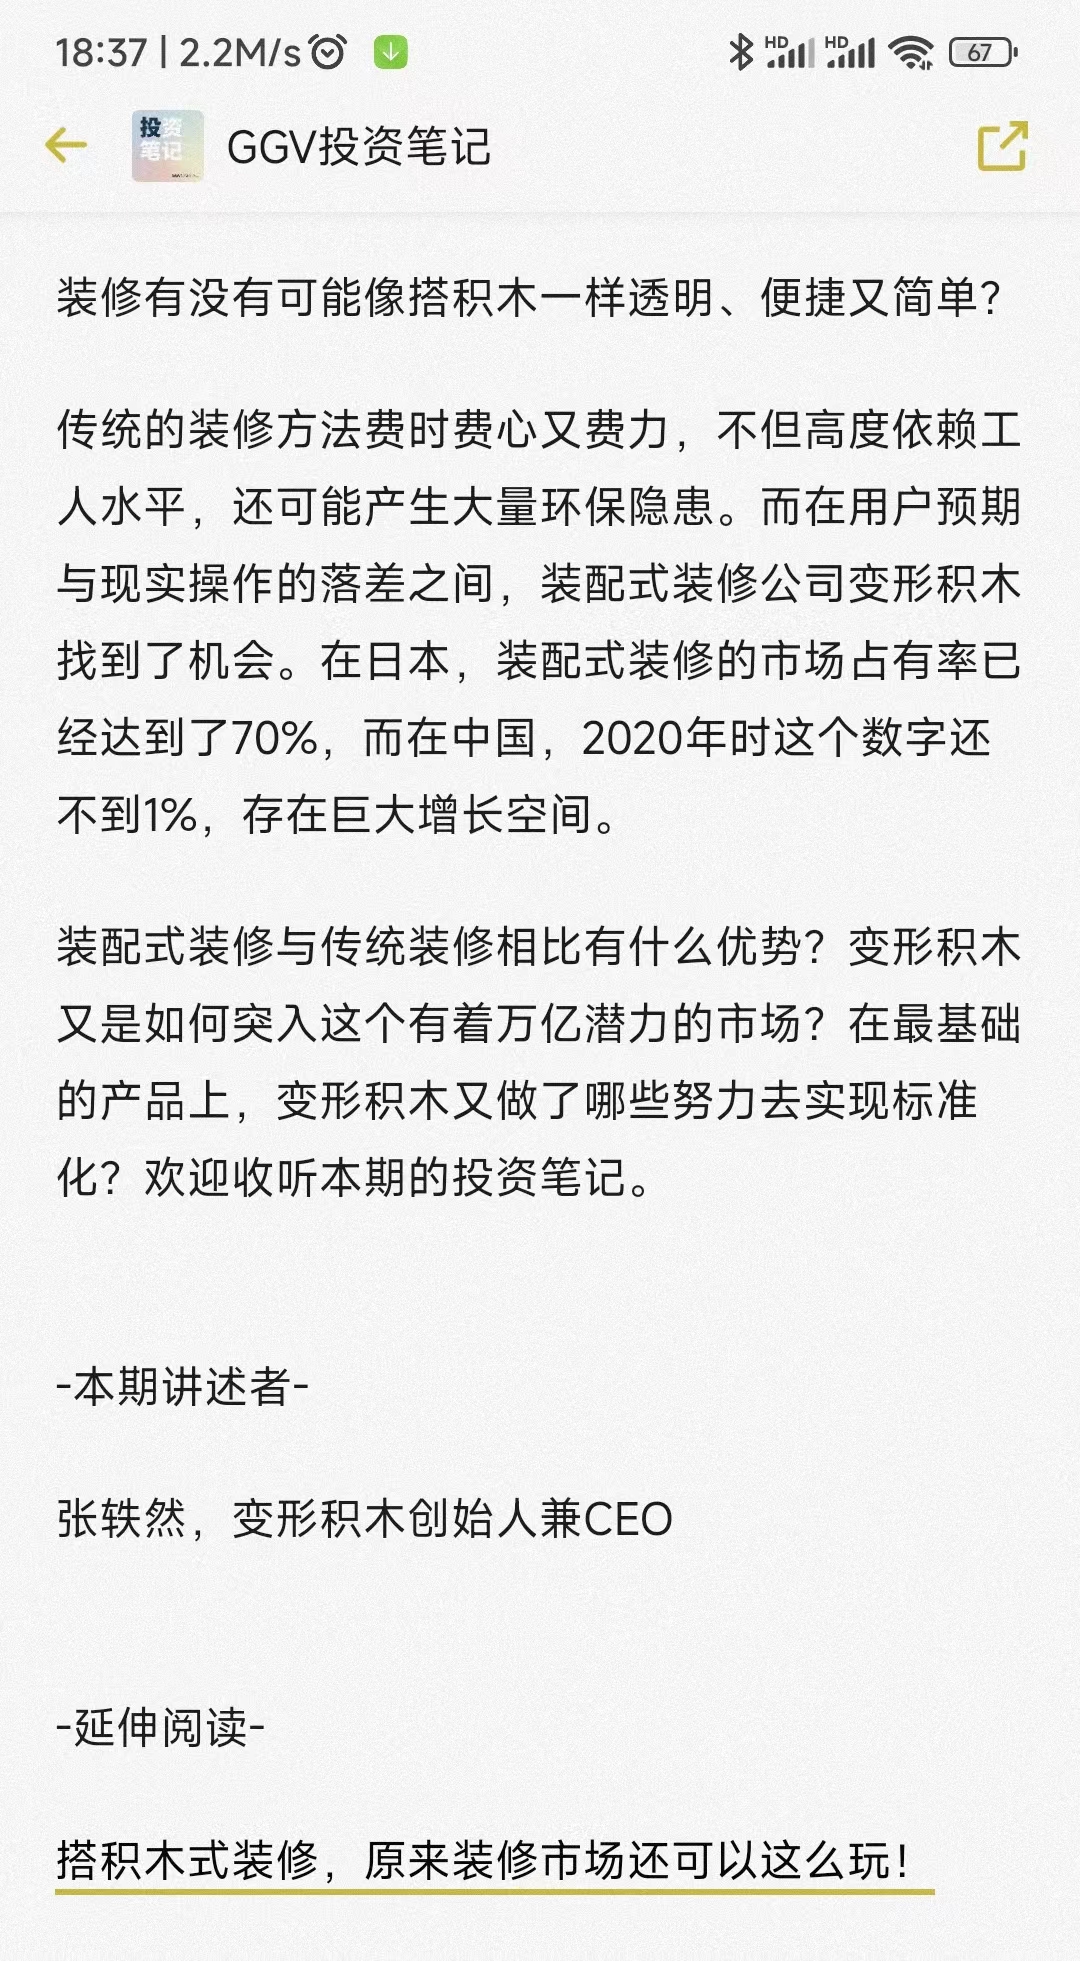 18:37 | 2.2M/s
HD HD 67
投资
笔记
GGV投资笔记
装修有没有可能像搭积木一样透明、便捷又简单？
传统的装修方法费时费心又费力，不但高度依赖工
人水平，还可能产生大量环保隐患。而在用户预期
与现实操作的落差之间，装配式装修公司变形积木
找到了机会。在日本，装配式装修的市场占有率已
经达到了70%，而在中国，2020年时这个数字还
不到1%，存在巨大增长空间。
装配式装修与传统装修相比有什么优势？变形积木
又是如何突入这个有着万亿潜力的市场？在最基础
的产品上，变形积木又做了哪些努力去实现标准
化？欢迎收听本期的投资笔记。
-本期讲述者-
张轶然，变形积木创始人兼CEO
-延伸阅读-
搭积木式装修，原来装修市场还可以这么玩！